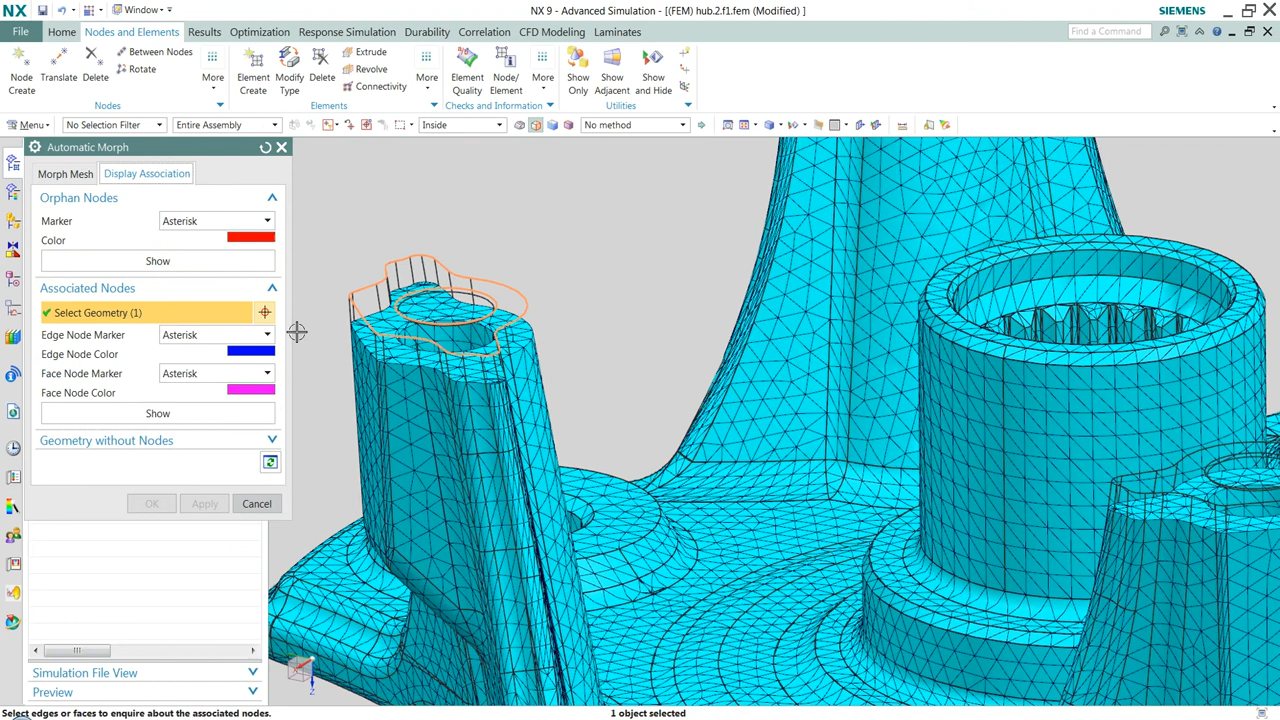 NX Window NX 9 - Advanced Simulation - [(FEM) hub.2.f1.fem (Modified) ] SIEMENS
File Home Nodes and Elements Results Optimization Response Simulation Durability Correlation CFD Modeling Laminates Find a Command
Node Create Translate Delete Between Nodes Rotate More
Nodes
Element Create Modify Type Delete Extrude Revolve Connectivity More
Elements
Element Quality Node/ Element More
Checks and Information
Show Only Show Adjacent Show and Hide
Utilities
Menu No Selection Filter Entire Assembly Inside No method
Automatic Morph
Morph Mesh Display Association
Orphan Nodes
Marker Asterisk
Color
Show
Associated Nodes
Select Geometry (1)
Edge Node Marker Asterisk
Edge Node Color
Face Node Marker Asterisk
Face Node Color
Show
Geometry without Nodes
OK Apply Cancel
Simulation File View
Preview
Z
Select edges or faces to enquire about the associated nodes. 1 object selected